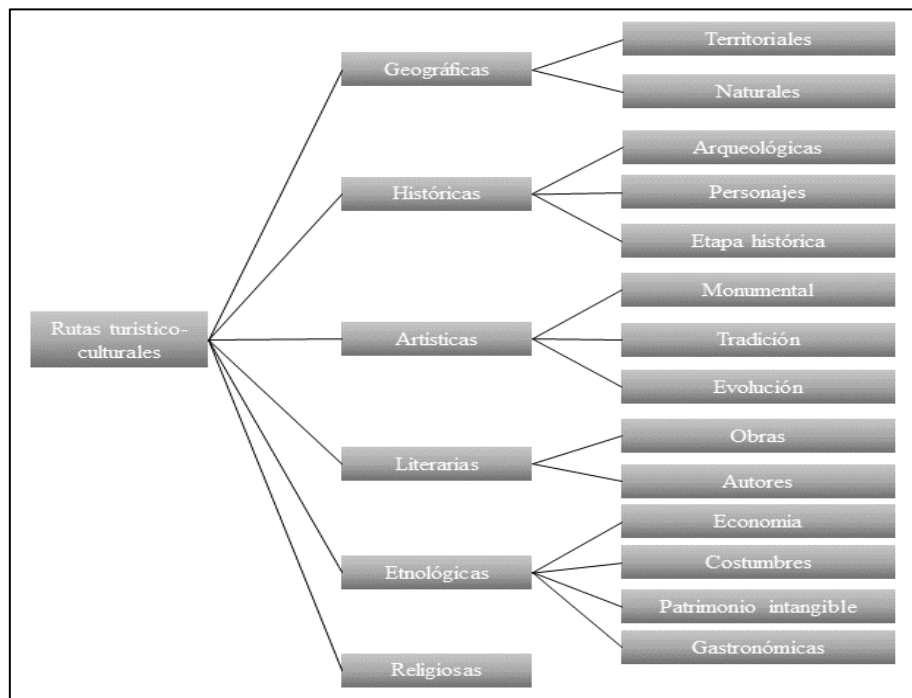 Rutas turístico-
culturales
Geográficas
Territoriales
Naturales
Históricas
Arqueológicas
Personajes
Etapa histórica
Artísticas
Monumental
Tradición
Evolución
Literarias
Obras
Autores
Etnológicas
Economía
Costumbres
Patrimonio intangible
Gastronómicas
Religiosas